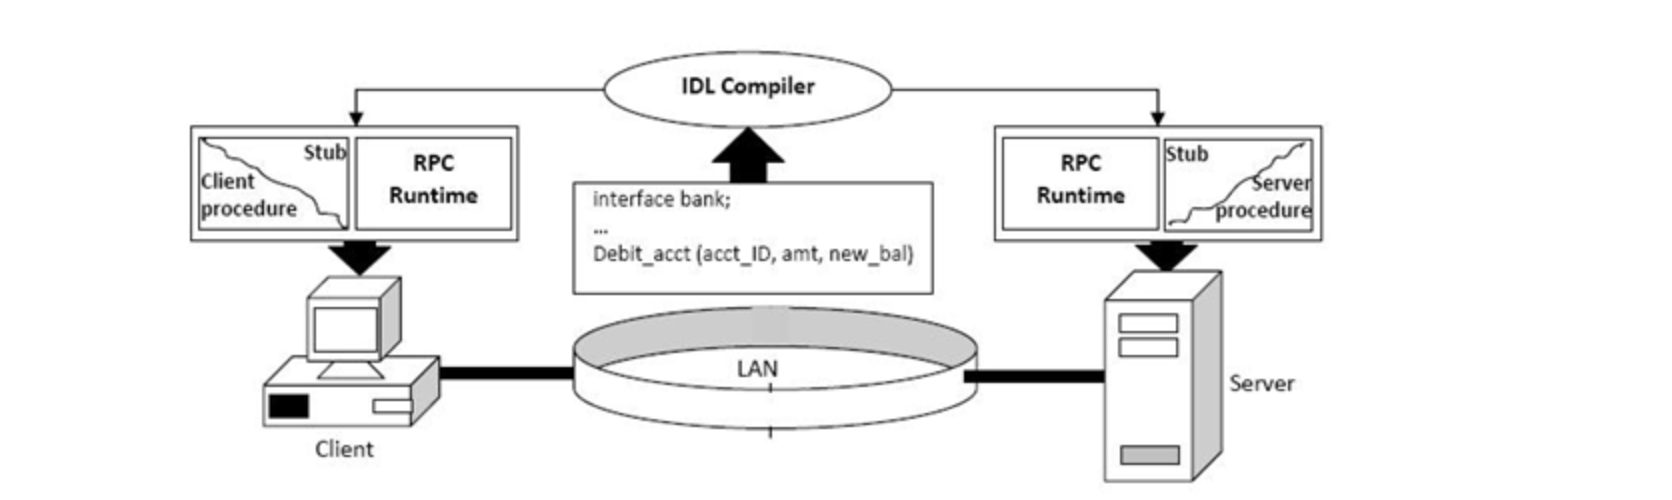 IDL Compiler
Stub
Client
procedure
RPC
Runtime
interface bank;
...
Debit_acct (acct_ID, amt, new_bal)
RPC
Runtime
Stub
Server
procedure
LAN
Client
Server